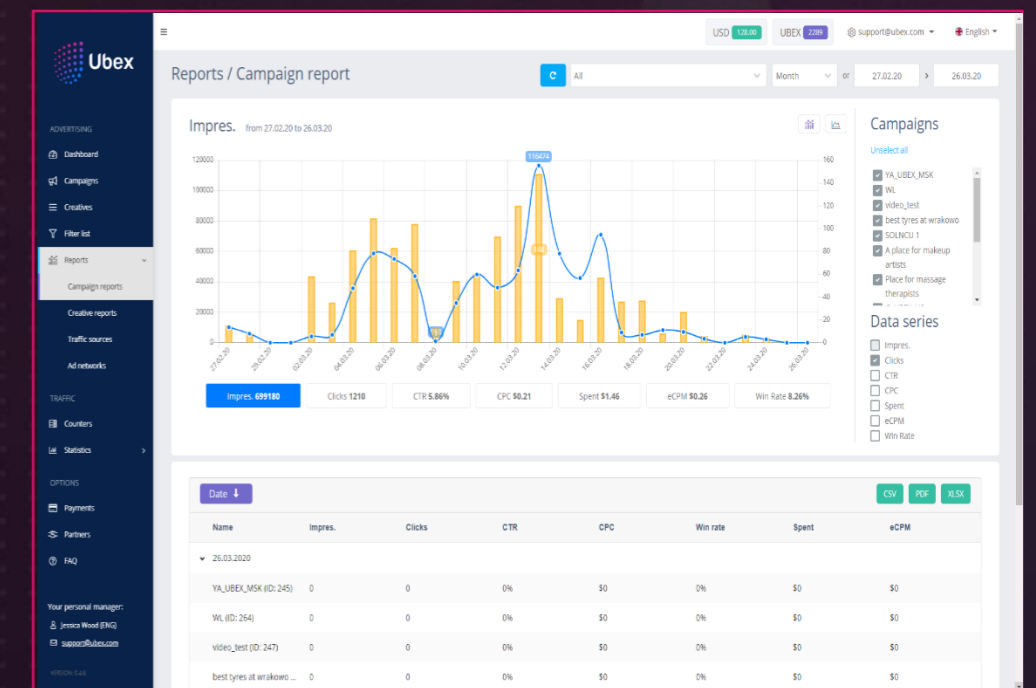 USD 128.00 UBEX 2289 support@ubex.com English
Ubex
Reports / Campaign report
All Month or 27.02.20 > 26.03.20
ADVERTISING
Dashboard
Campaigns
Creatives
Filter list
Reports
Campaign reports
Creative reports
Traffic sources
Ad networks
TRAFFIC
Counters
Statistics
OPTIONS
Payments
Partners
FAQ
Your personal manager:
Jessica Wood (ENG)
support@ubex.com
Impres. from 27.02.20 to 26.03.20
116474
120000
100000
80000
60000
40000
20000
0
160
140
120
100
80
60
40
20
0
27.02.20 29.02.20 02.03.20 04.03.20 06.03.20 08.03.20 10.03.20 12.03.20 14.03.20 16.03.20 18.03.20 20.03.20 22.03.20 24.03.20 26.03.20
Impres. 699180 Clicks 1210 CTR 5.86% CPC $0.21 Spent $1.46 eCPM $0.26 Win Rate 8.26%
Campaigns
Unselect all
YA_UBEX_MSK
WL
video_test
best tyres at wrakowo
SOLNCU 1
A place for makeup
artists
Place for massage
therapists
Data series
Impres.
Clicks
CTR
CPC
Spent
eCPM
Win Rate
Date CSV PDF XLSX
Name Impres. Clicks CTR CPC Win rate Spent eCPM
26.03.2020
YA_UBEX_MSK (ID: 245) 0 0 0% $0 0% $0 $0
WL (ID: 264) 0 0 0% $0 0% $0 $0
video_test (ID: 247) 0 0 0% $0 0% $0 $0
best tyres at wrakowo ... 0 0 0% $0 0% $0 $0